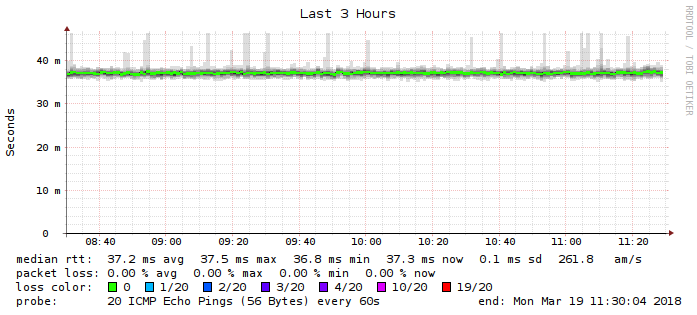 Last 3 Hours
RRDTOOL / TOBI OETIKER
Seconds
40 m
30 m
20 m
10 m
0
08:40 09:00 09:20 09:40 10:00 10:20 10:40 11:00 11:20
median rtt: 37.2 ms avg 37.5 ms max 36.8 ms min 37.3 ms now 0.1 ms sd 261.8 am/s
packet loss: 0.00 % avg 0.00 % max 0.00 % min 0.00 % now
loss color: 0 1/20 2/20 3/20 4/20 10/20 19/20
probe: 20 ICMP Echo Pings (56 Bytes) every 60s end: Mon Mar 19 11:30:04 2018